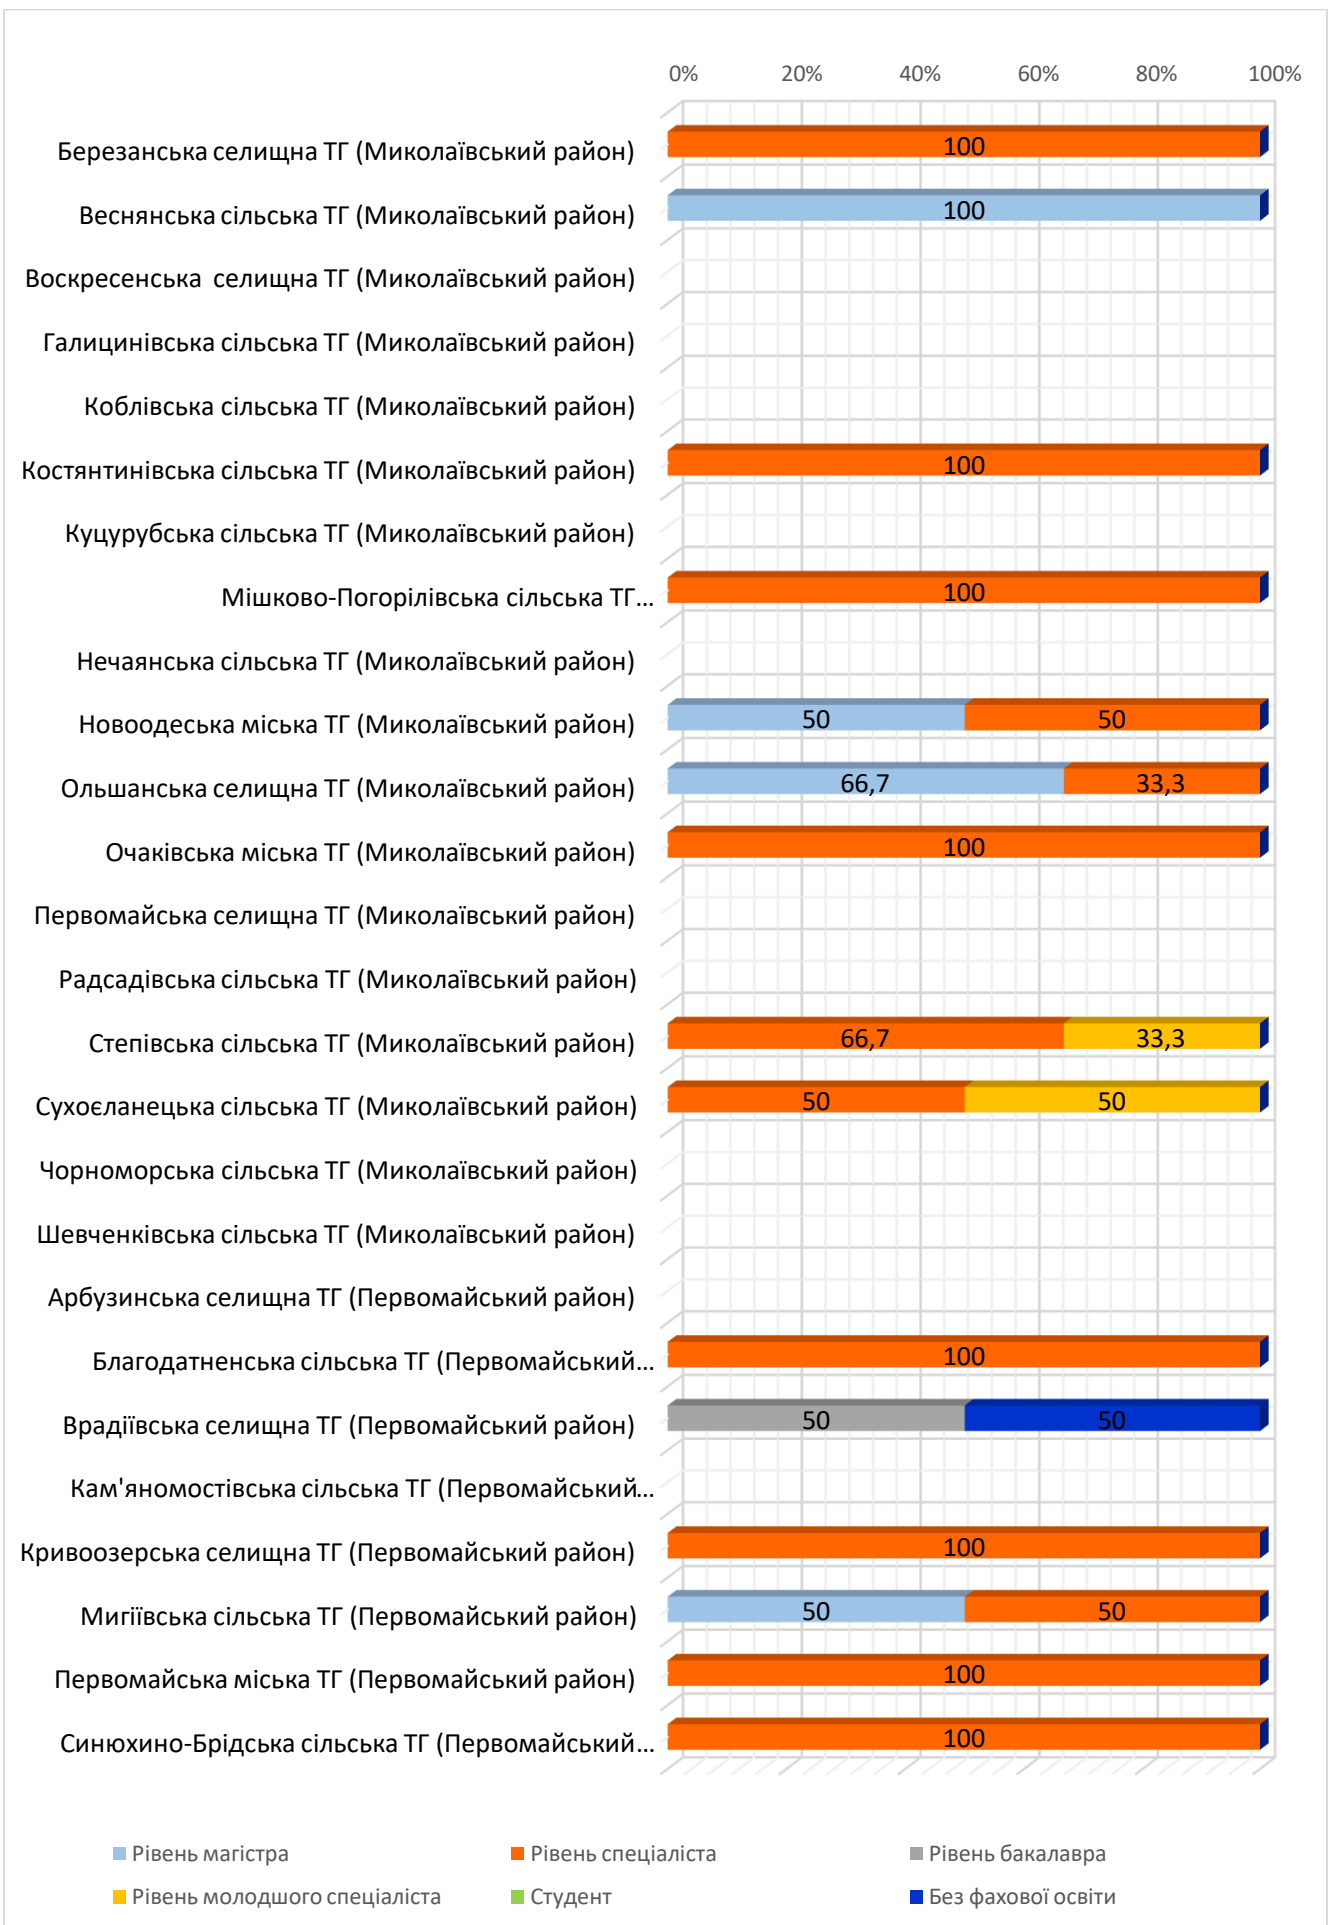 0% 20% 40% 60% 80% 100%
Березанська селищна ТГ (Миколаївський район) 100
Веснянська сільська ТГ (Миколаївський район) 100
Воскресенська селищна ТГ (Миколаївський район)
Галицинівська сільська ТГ (Миколаївський район)
Коблівська сільська ТГ (Миколаївський район)
Костянтинівська сільська ТГ (Миколаївський район) 100
Куцурубська сільська ТГ (Миколаївський район)
Мішково-Погорілівська сільська ТГ... 100
Нечаянська сільська ТГ (Миколаївський район)
Новоодеська міська ТГ (Миколаївський район) 50 50
Ольшанська селищна ТГ (Миколаївський район) 66,7 33,3
Очаківська міська ТГ (Миколаївський район) 100
Первомайська селищна ТГ (Миколаївський район)
Радсадівська сільська ТГ (Миколаївський район)
Степівська сільська ТГ (Миколаївський район) 66,7 33,3
Сухоєланецька сільська ТГ (Миколаївський район) 50 50
Чорноморська сільська ТГ (Миколаївський район)
Шевченківська сільська ТГ (Миколаївський район)
Арбузинська селищна ТГ (Первомайський район)
Благодатненська сільська ТГ (Первомайський... 100
Врадіївська селищна ТГ (Первомайський район) 50 50
Кам'яномостівська сільська ТГ (Первомайський...
Кривоозерська селищна ТГ (Первомайський район) 100
Мигіївська сільська ТГ (Первомайський район) 50 50
Первомайська міська ТГ (Первомайський район) 100
Синюхино-Брідська сільська ТГ (Первомайський... 100
Рівень магістра Рівень спеціаліста Рівень бакалавра
Рівень молодшого спеціаліста Студент Без фахової освіти